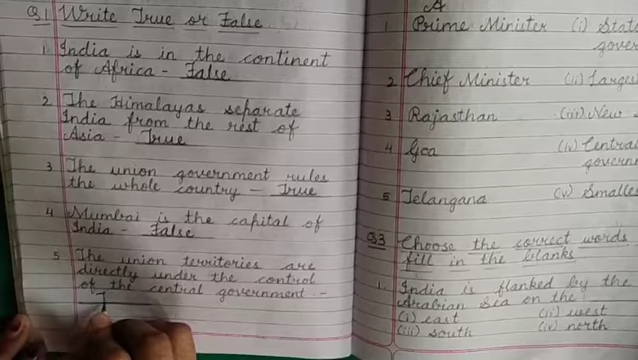 Q1 Write True or False
1. India is in the continent
of Africa - False
2 The Himalayas separate
India from the rest of
Asia - True
3 The union government rules
the whole country - True
4 Mumbai is the capital of
India - False
5 The union territories are
directly under the control
of the central government -
A
1 Prime Minister (i) State
gover
2 Chief Minister (ii) Larges
3 Rajasthan (iii) New
4 Goa (iv) Central
governm
5 Telangana (v) Smalles
Q3 Choose the correct words
fill in the blanks
1. India is flanked by the
Arabian Sea on the
(i) east (ii) west
(iii) south (iv) north